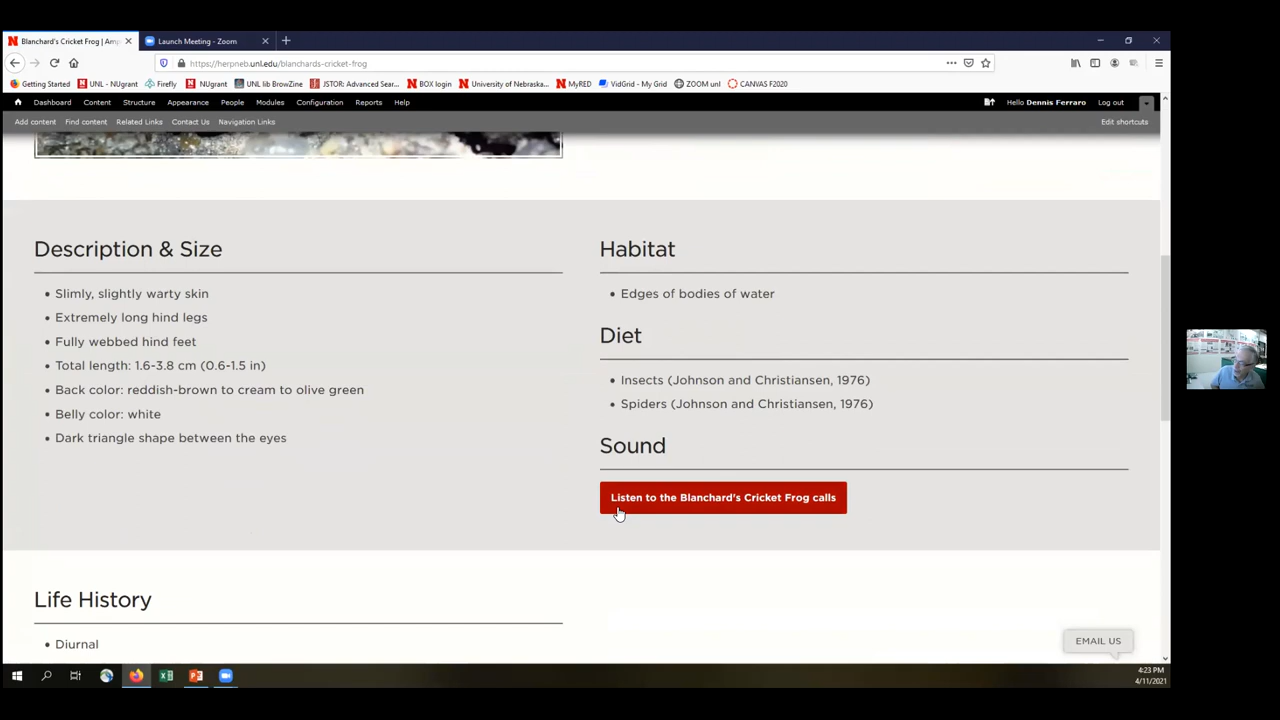 Blanchard's Cricket Frog | Am
Launch Meeting - Zoom
https://herpneb.unl.edu/blanchards-cricket-frog
Getting Started
UNL - NUgrant
Firefly
NUgrant
UNL lib BrowZine
JSTOR: Advanced Sear...
BOX login
University of Nebraska...
MyRED
VidGrid - My Grid
ZOOM unl
CANVAS F2020
Dashboard Content Structure Appearance People Modules Configuration Reports Help
Hello Dennis Ferraro Log out
Add content Find content Related Links Contact Us Navigation Links
Edit shortcuts
Description & Size
• Slimly, slightly warty skin
• Extremely long hind legs
• Fully webbed hind feet
• Total length: 1.6-3.8 cm (0.6-1.5 in)
• Back color: reddish-brown to cream to olive green
• Belly color: white
• Dark triangle shape between the eyes
Habitat
• Edges of bodies of water
Diet
• Insects (Johnson and Christiansen, 1976)
• Spiders (Johnson and Christiansen, 1976)
Sound
Listen to the Blanchard's Cricket Frog calls
Life History
• Diurnal
EMAIL US
4:23 PM
4/11/2021